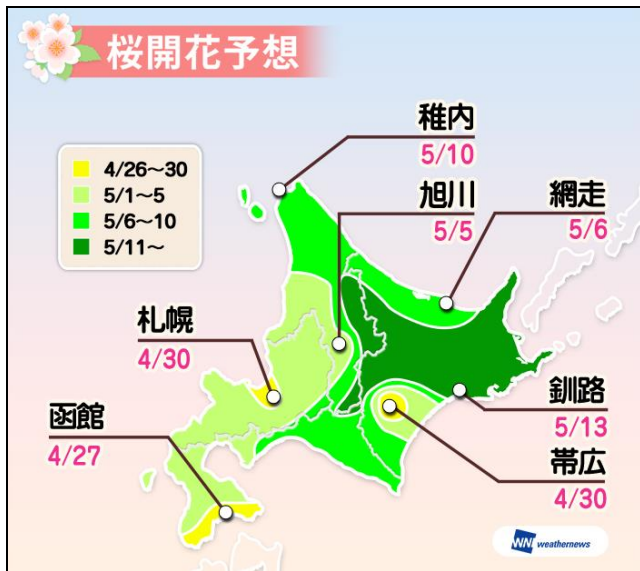 桜開花予想
4/26～30
5/1～5
5/6～10
5/11～
稚内
5/10
旭川
5/5
網走
5/6
札幌
4/30
函館
4/27
釧路
5/13
帯広
4/30
WN weathernews